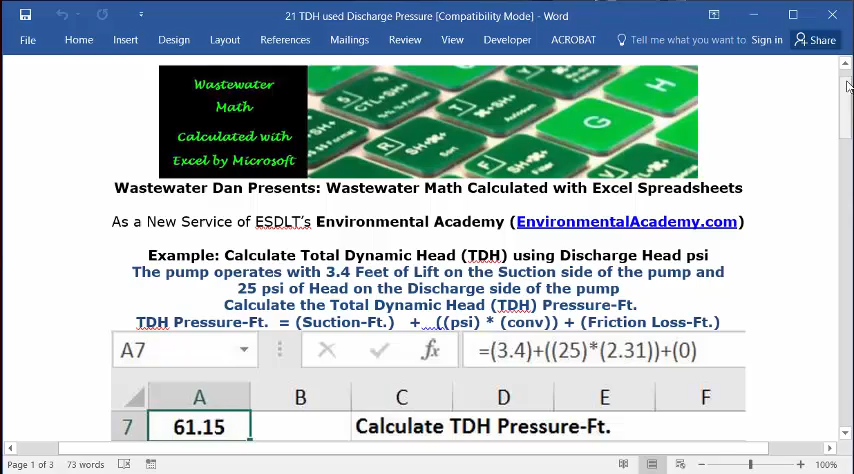 21 TDH used Discharge Pressure [Compatibility Mode] - Word
File Home Insert Design Layout References Mailings Review View Developer ACROBAT Tell me what you want to Sign in Share
Wastewater
Math
Calculated with
Excel by Microsoft
Wastewater Dan Presents: Wastewater Math Calculated with Excel Spreadsheets
As a New Service of ESDLT's Environmental Academy (EnvironmentalAcademy.com)
Example: Calculate Total Dynamic Head (TDH) using Discharge Head psi
The pump operates with 3.4 Feet of Lift on the Suction side of the pump and
25 psi of Head on the Discharge side of the pump
Calculate the Total Dynamic Head (TDH) Pressure-Ft.
TDH Pressure-Ft. = (Suction-Ft.) + ((psi) * (conv)) + (Friction Loss-Ft.)
A7 fx =(3.4)+((25)*(2.31))+(0)
A B C D E F
7 61.15 Calculate TDH Pressure-Ft.
Page 1 of 3 73 words 100%